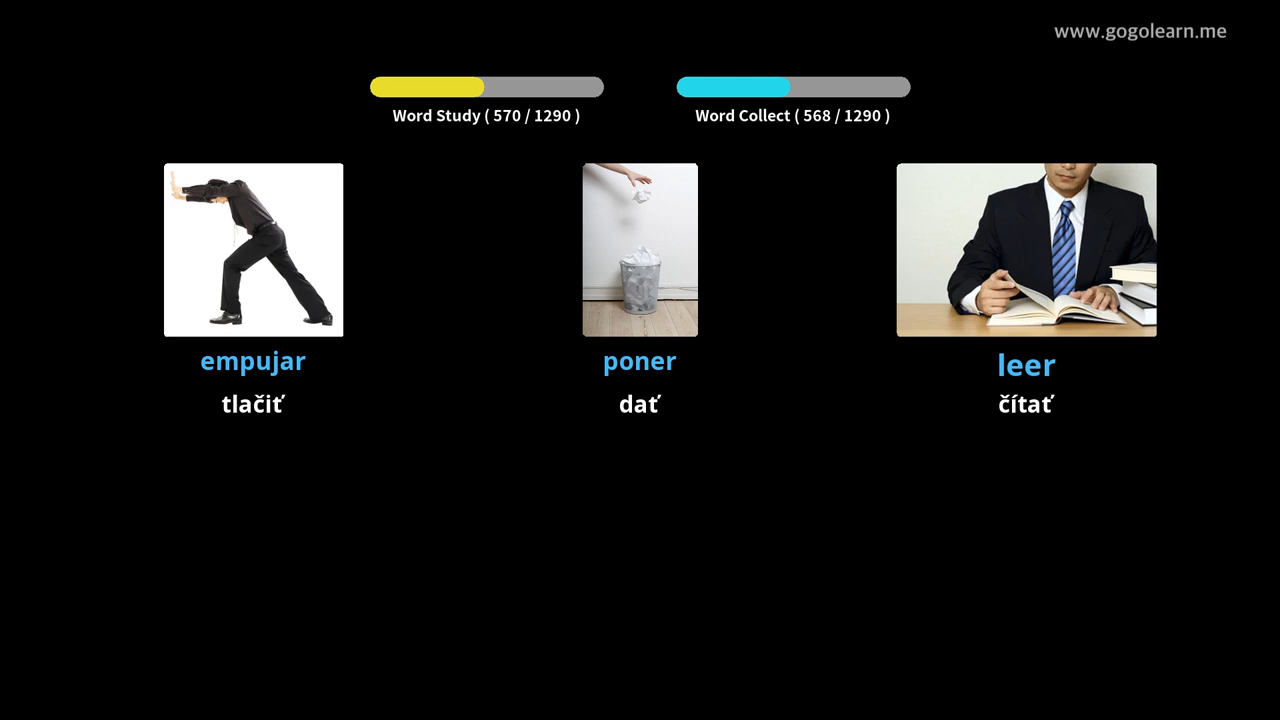 www.gogolearn.me
Word Study ( 570 / 1290 )
Word Collect ( 568 / 1290 )
empujar
poner
leer
tlačiť
dať
čítať